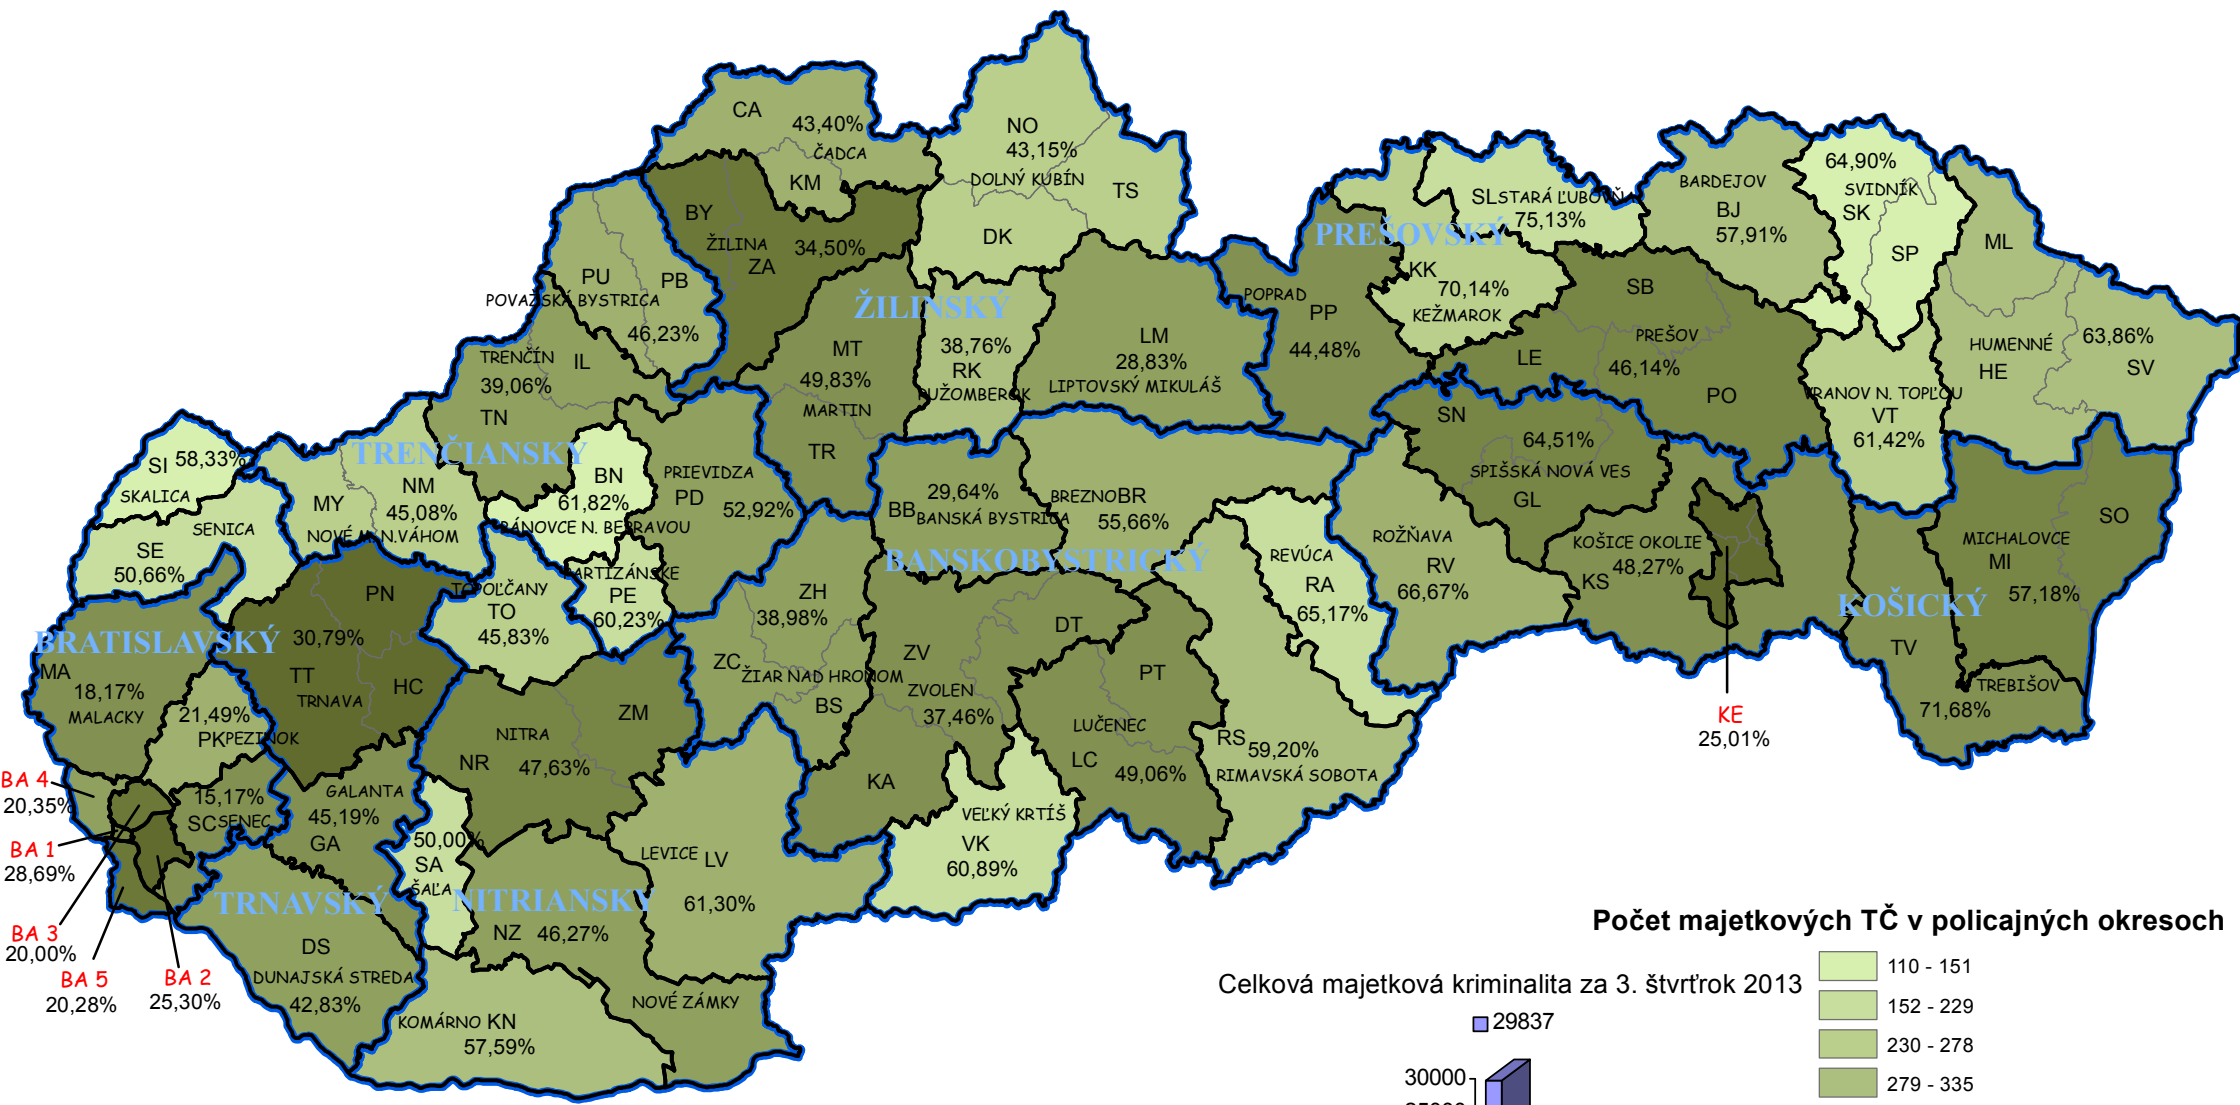 CA
43,40%
ČADCA
KM
NO
43,15%
DOLNÝ KUBÍN
TS
DK
BY
ŽILINA
34,50%
ZA
PU
PB
POVAŽSKÁ BYSTRICA
46,23%
ŽILINSKÝ
MT
49,83%
MARTIN
TR
38,76%
RK
RUŽOMBEROK
LM
28,83%
LIPTOVSKÝ MIKULÁŠ
TRENČÍN
39,06%
IL
TN
TRENČIANSKY
SI 58,33%
SKALICA
SENICA
SE
50,66%
MY
NM
45,08%
NOVÉ M. N.VÁHOM
BN
61,82%
BÁNOVCE N. BEBRAVOU
PRIEVIDZA
PD
52,92%
PARTIZÁNSKE
PE
60,23%
TOPOĽČANY
TO
45,83%
PREŠOVSKÝ
SL STARÁ ĽUBOVŇA
75,13%
BARDEJOV
BJ
57,91%
64,90%
SVIDNÍK
SK
SP
ML
KK
70,14%
KEŽMAROK
POPRAD
PP
44,48%
SB
PREŠOV
LE
46,14%
PO
HUMENNÉ
HE
63,86%
SV
VRANOV N. TOPĽOU
VT
61,42%
SN
64,51%
SPIŠSKÁ NOVÁ VES
GL
BB
29,64%
BANSKÁ BYSTRICA
BREZNO BR
55,66%
BANSKOBYSTRICKÝ
REVÚCA
RA
65,17%
ROŽŇAVA
RV
66,67%
KOŠICE OKOLIE
KS
48,27%
KOŠICKÝ
KE
25,01%
MICHALOVCE
MI
57,18%
SO
TV
TREBIŠOV
71,68%
BRATISLAVSKÝ
MA
18,17%
MALACKY
PN
30,79%
TT
TRNAVA
HC
21,49%
PK PEZINOK
15,17%
SC SENEC
BA 4
20,35%
BA 1
28,69%
BA 3
20,00%
BA 5
20,28%
BA 2
25,30%
GALANTA
45,19%
GA
TRNAVSKÝ
DS
DUNAJSKÁ STREDA
42,83%
NITRA
NR
47,63%
ZM
50,00%
SA
ŠAĽA
NITRIANSKY
NZ 46,27%
NOVÉ ZÁMKY
KOMÁRNO KN
57,59%
LEVICE LV
61,30%
ZH
38,98%
ZC
ŽIAR NAD HRONOM
BS
ZV
ZVOLEN
37,46%
DT
KA
PT
LUČENEC
LC
49,06%
VEĽKÝ KRTÍŠ
VK
60,89%
RS 59,20%
RIMAVSKÁ SOBOTA
Počet majetkových TČ v policajných okresoch
110 - 151
152 - 229
230 - 278
279 - 335
Celková majetková kriminalita za 3. štvrťrok 2013
29837
30000